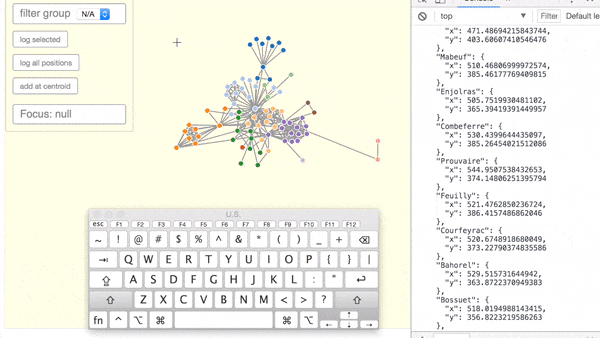 filter group N/A
log selected
log all positions
add at centroid
Focus: null
U.S.
esc F1 F2 F3 F4 F5 F6 F7 F8 F9 F10 F11 F12
~ ! @ # $ % ^ & * ( ) _ +
Q W E R T Y U I O P { } |
A S D F G H J K L : "
Z X C V B N M < > ?
fn
top Filter Default le
"x": 471.48694215843744,
"y": 403.60607410546476
},
"Mabeuf": {
"x": 510.46806999972574,
"y": 385.46177769409815
},
"Enjolras": {
"x": 505.7519930481102,
"y": 365.39419391449957
},
"Combeferre": {
"x": 530.4399644435097,
"y": 385.26454021512086
},
"Prouvaire": {
"x": 544.9507538432653,
"y": 374.14806251395794
},
"Feuilly": {
"x": 521.4762850236724,
"y": 386.4157486862046
},
"Courfeyrac": {
"x": 520.6748918680049,
"y": 373.22790374835586
},
"Bahorel": {
"x": 529.515731644942,
"y": 363.8722370949383
},
"Bossuet": {
"x": 518.0194988143415,
"y": 356.8223219586263
},